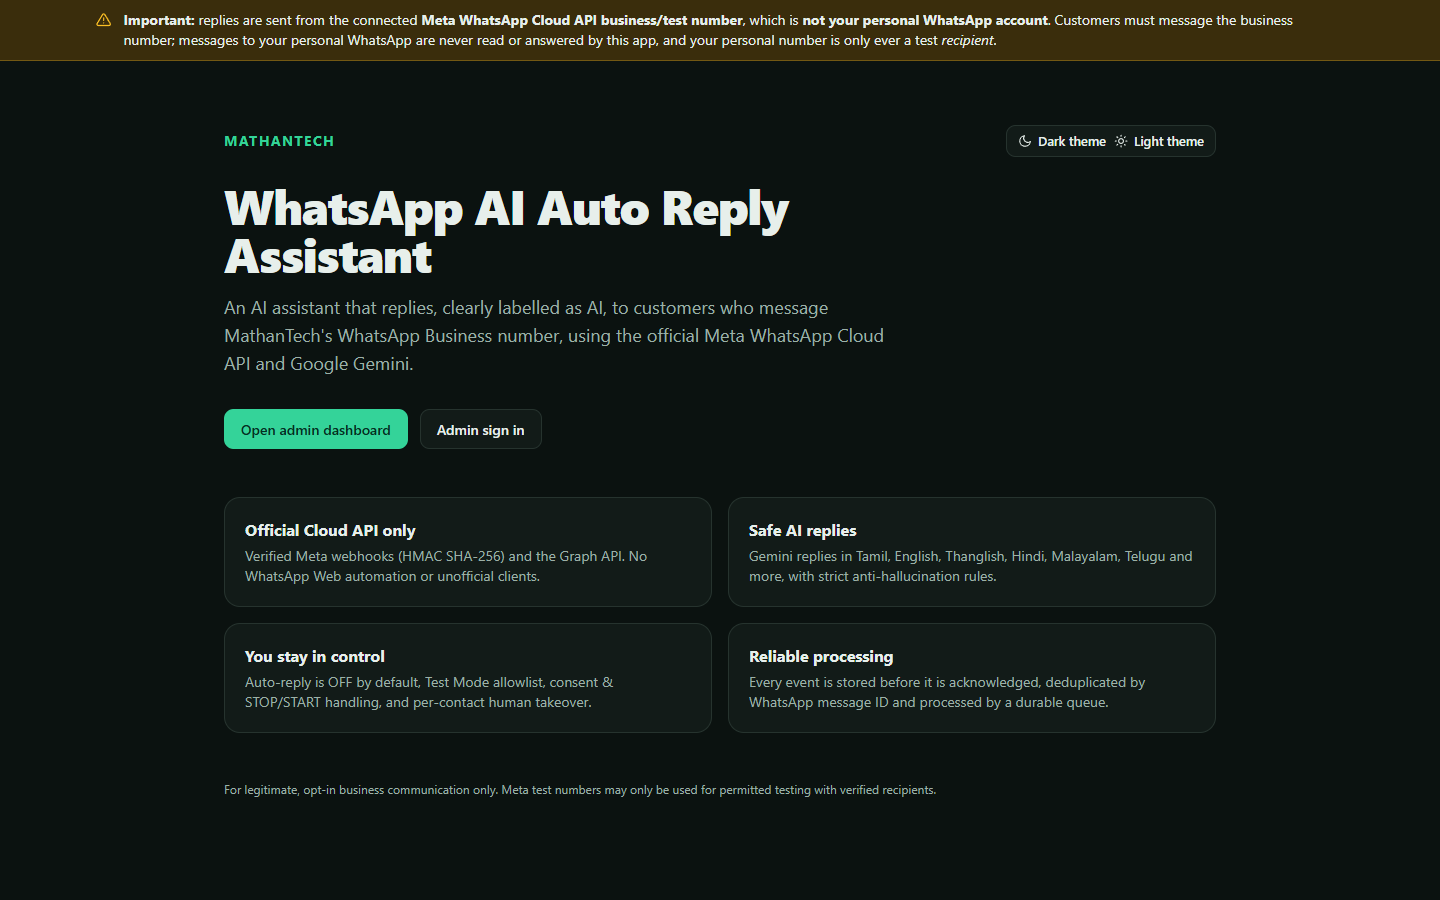 Important: replies are sent from the connected Meta WhatsApp Cloud API business/test number, which is not your personal WhatsApp account. Customers must message the business
number; messages to your personal WhatsApp are never read or answered by this app, and your personal number is only ever a test recipient.
MATHANTECH
Dark theme Light theme
WhatsApp AI Auto Reply
Assistant
An AI assistant that replies, clearly labelled as AI, to customers who message
MathanTech's WhatsApp Business number, using the official Meta WhatsApp Cloud
API and Google Gemini.
Open admin dashboard
Admin sign in
Official Cloud API only
Verified Meta webhooks (HMAC SHA-256) and the Graph API. No
WhatsApp Web automation or unofficial clients.
Safe AI replies
Gemini replies in Tamil, English, Thanglish, Hindi, Malayalam, Telugu and
more, with strict anti-hallucination rules.
You stay in control
Auto-reply is OFF by default, Test Mode allowlist, consent &
STOP/START handling, and per-contact human takeover.
Reliable processing
Every event is stored before it is acknowledged, deduplicated by
WhatsApp message ID and processed by a durable queue.
For legitimate, opt-in business communication only. Meta test numbers may only be used for permitted testing with verified recipients.